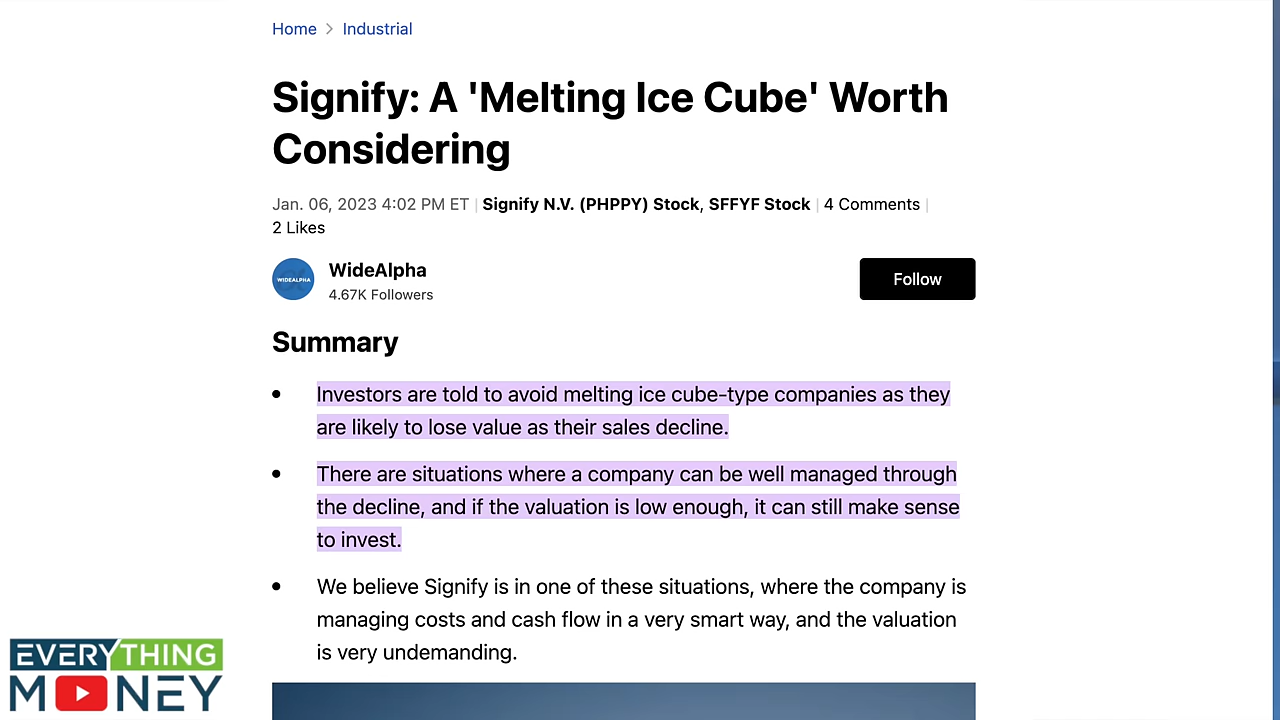 Home > Industrial
Signify: A 'Melting Ice Cube' Worth
Considering
Jan. 06, 2023 4:02 PM ET | Signify N.V. (PHPPY) Stock, SFFYF Stock | 4 Comments |
2 Likes
WIDEALPHA
WideAlpha
4.67K Followers
Follow
Summary
• Investors are told to avoid melting ice cube-type companies as they
are likely to lose value as their sales decline.
• There are situations where a company can be well managed through
the decline, and if the valuation is low enough, it can still make sense
to invest.
• We believe Signify is in one of these situations, where the company is
managing costs and cash flow in a very smart way, and the valuation
is very undemanding.
EVERYTHING
MONEY